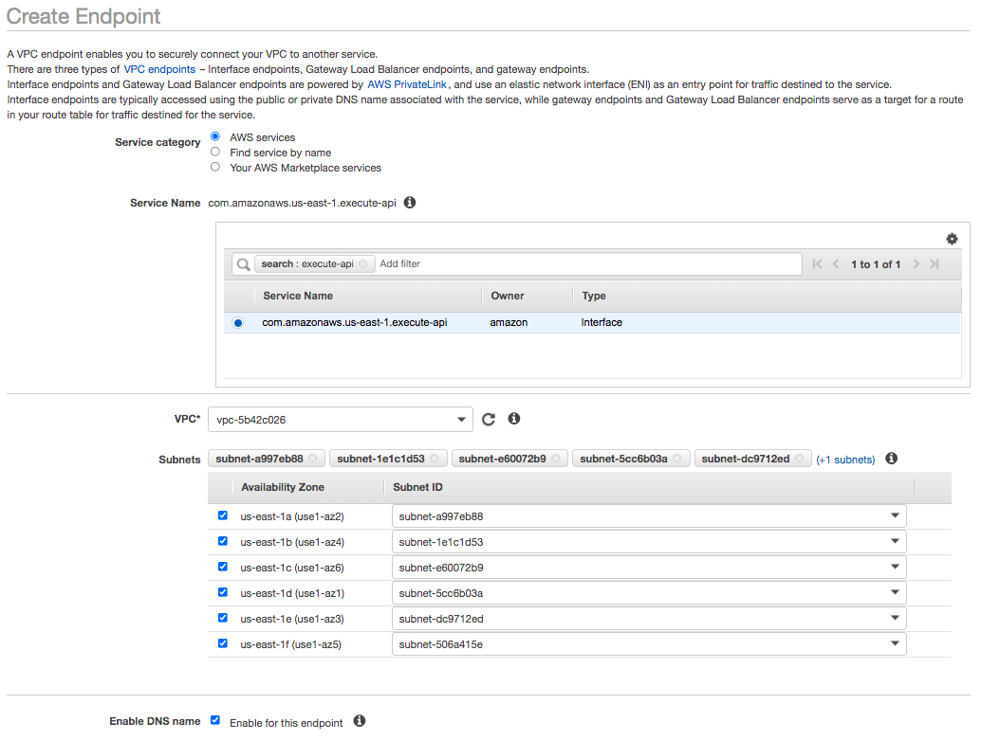 Create Endpoint
A VPC endpoint enables you to securely connect your VPC to another service.
There are three types of VPC endpoints – Interface endpoints, Gateway Load Balancer endpoints, and gateway endpoints.
Interface endpoints and Gateway Load Balancer endpoints are powered by AWS PrivateLink, and use an elastic network interface (ENI) as an entry point for traffic destined to the service.
Interface endpoints are typically accessed using the public or private DNS name associated with the service, while gateway endpoints and Gateway Load Balancer endpoints serve as a target for a route
in your route table for traffic destined for the service.
Service category AWS services
Find service by name
Your AWS Marketplace services
Service Name com.amazonaws.us-east-1.execute-api
search : execute-api Add filter 1 to 1 of 1
Service Name Owner Type
com.amazonaws.us-east-1.execute-api amazon Interface
VPC* vpc-5b42c026
Subnets subnet-a997eb88 subnet-1e1c1d53 subnet-e60072b9 subnet-5cc6b03a subnet-dc9712ed (+1 subnets)
Availability Zone Subnet ID
us-east-1a (use1-az2) subnet-a997eb88
us-east-1b (use1-az4) subnet-1e1c1d53
us-east-1c (use1-az6) subnet-e60072b9
us-east-1d (use1-az1) subnet-5cc6b03a
us-east-1e (use1-az3) subnet-dc9712ed
us-east-1f (use1-az5) subnet-506a415e
Enable DNS name Enable for this endpoint